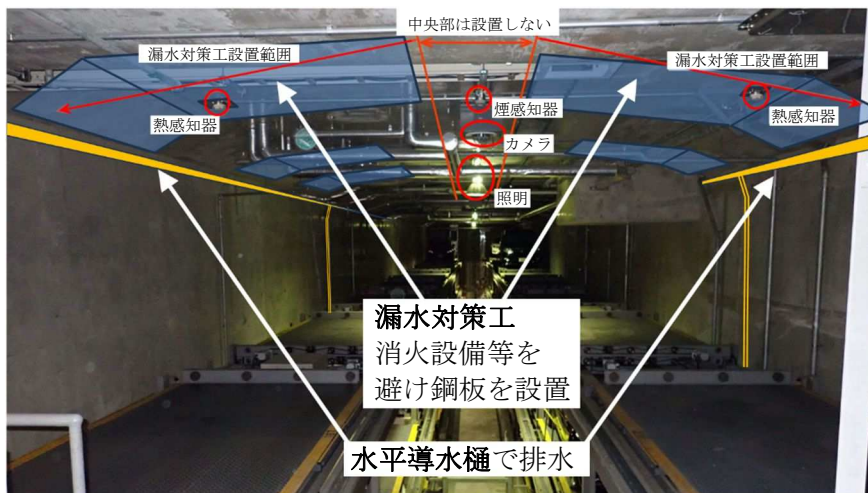 中央部は設置しない
漏水対策工設置範囲
漏水対策工設置範囲
熱感知器
煙感知器
熱感知器
カメラ
照明
漏水対策工
消火設備等を
避け鋼板を設置
水平導水樋で排水